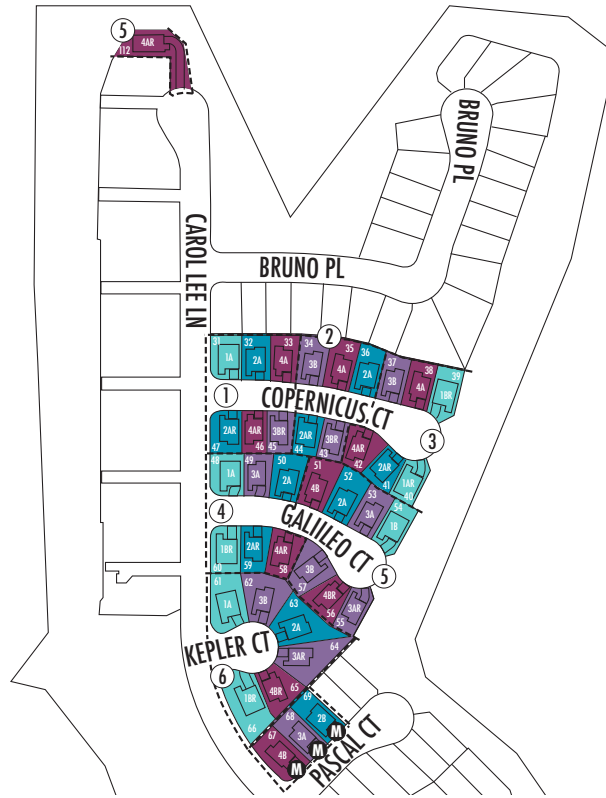 5
4AR
112
BRUNO PL
CAROL LEE LN
BRUNO PL
2
31 32 33 34 35 36 37 38 39
1A 2A 4A 3B 4A 2A 3B 4A 1BR
1
COPERNICUS CT
3
2AR 4AR 3BR 2AR 3BR 4AR 2AR 1AR
47 46 45 44 43 42 41 40
48 49 50 51 52 53 54
1A 3A 2A 4B 2A 3A 1B
4
GALIILEO CT
5
1BR 2AR 4AR 3B 4BR 3AR
60 59 58 57 56 55
61 62 63 64
1A 3B 2A 3AR
KEPLER CT
6
1BR 4BR
66 65
67 68 69
4B 3A 2B
M M M
PASCAL CT